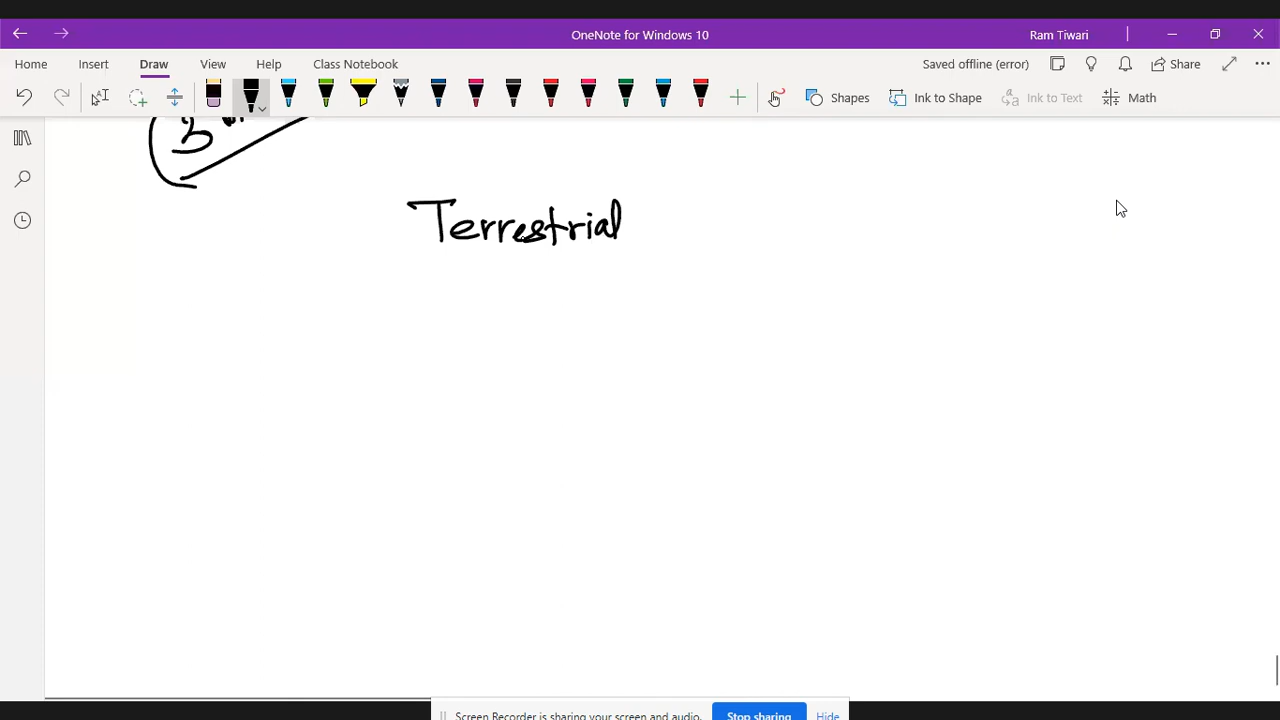 OneNote for Windows 10
Ram Tiwari
Home
Insert
Draw
View
Help
Class Notebook
Saved offline (error)
Share
Shapes
Ink to Shape
Ink to Text
Math
3
Terrestrial
Screen Recorder is sharing your screen and audio.
Stop sharing
Hide